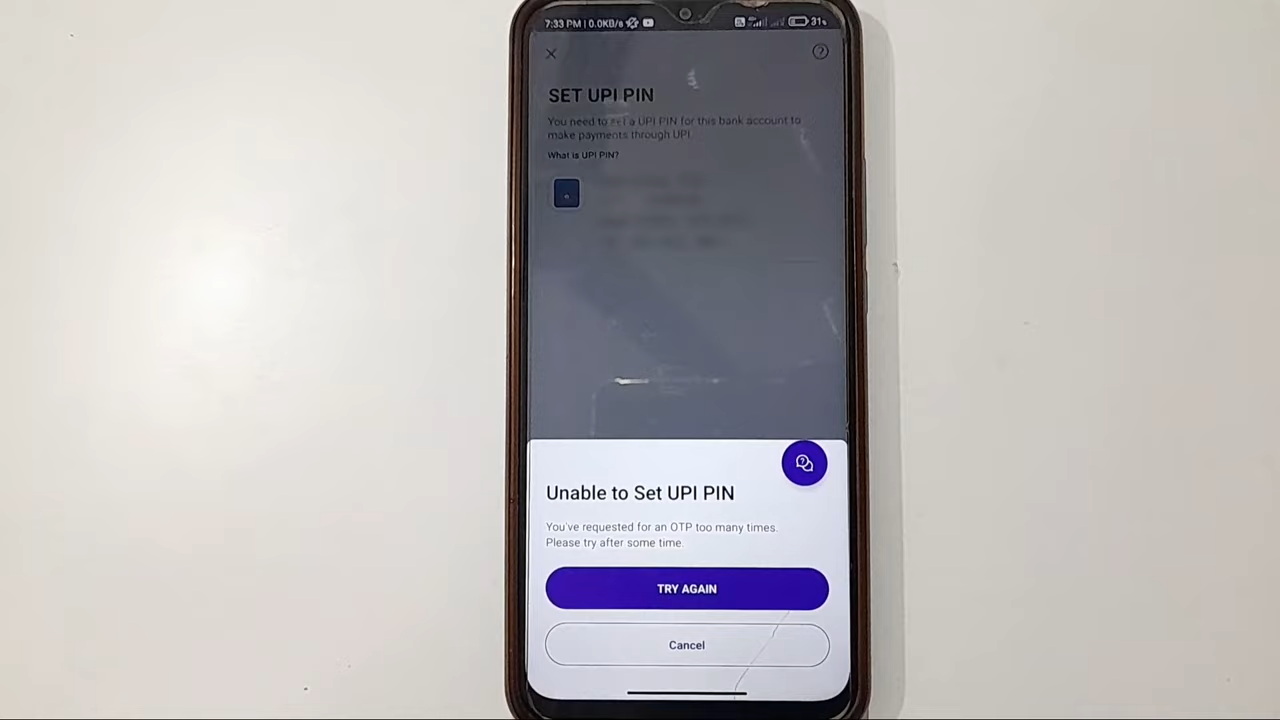 7:33 PM | 0.0KB/s
31%
SET UPI PIN
You need to set a UPI PIN for this bank account to
make payments through UPI.
What is UPI PIN?
Unable to Set UPI PIN
You've requested for an OTP too many times.
Please try after some time.
TRY AGAIN
Cancel